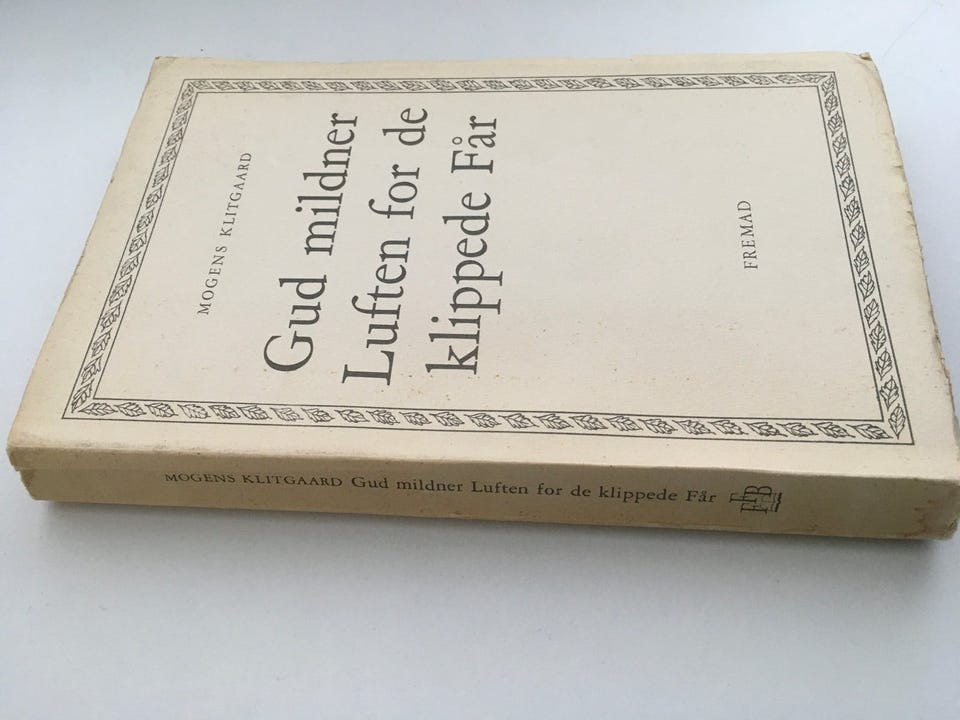 MOGENS KLITGAARD
Gud mildner
Luften for de
klippede Får
FREMAD
MOGENS KLITGAARD Gud mildner Luften for de klippede Får FFB